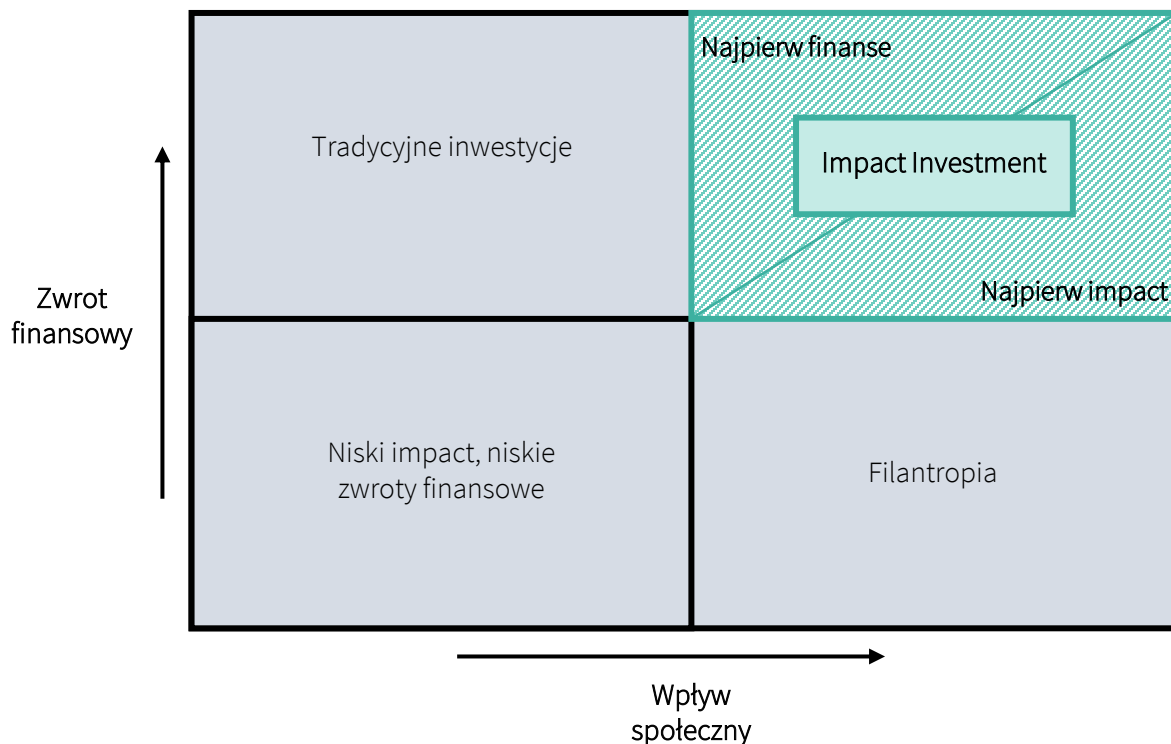 Najpierw finanse
Tradycyjne inwestycje
Impact Investment
Najpierw impact
Zwrot
finansowy
Niski impact, niskie
zwroty finansowe
Filantropia
Wpływ
społeczny